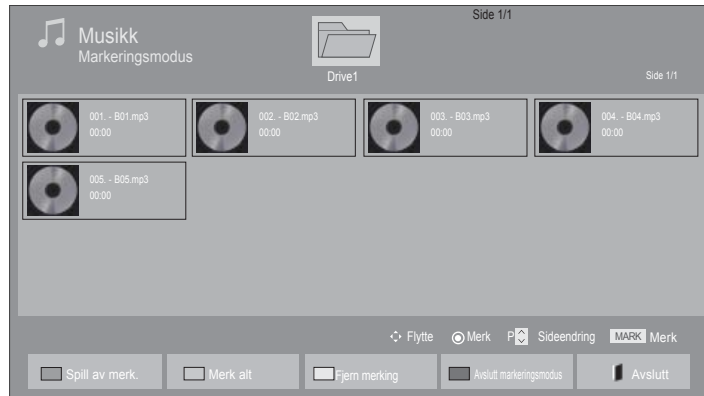 Side 1/1
Musikk
Markeringsmodus
Drive1
Side 1/1
001. - B01.mp3
00:00
002. - B02.mp3
00:00
003. - B03.mp3
00:00
004. - B04.mp3
00:00
005. - B05.mp3
00:00
Flytte Merk P Sideendring MARK Merk
Spill av merk. Merk alt Fjern merking Avslutt markeringsmodus Avslutt